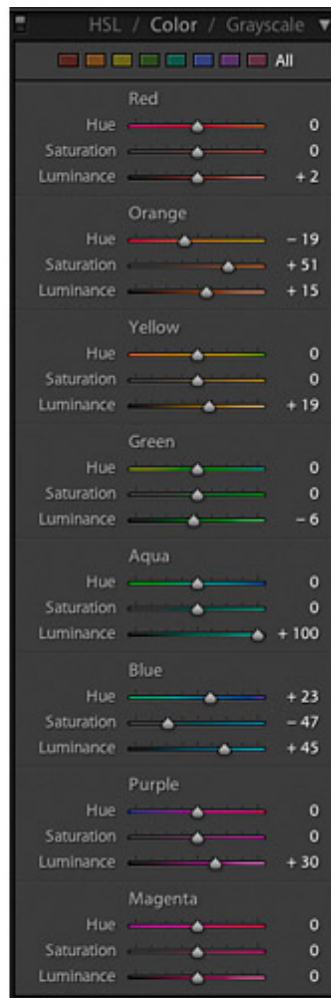 HSL / Color / Grayscale ▼
All
Red
Hue 0
Saturation 0
Luminance + 2
Orange
Hue − 19
Saturation + 51
Luminance + 15
Yellow
Hue 0
Saturation 0
Luminance + 19
Green
Hue 0
Saturation 0
Luminance − 6
Aqua
Hue 0
Saturation 0
Luminance + 100
Blue
Hue + 23
Saturation − 47
Luminance + 45
Purple
Hue 0
Saturation 0
Luminance + 30
Magenta
Hue 0
Saturation 0
Luminance 0